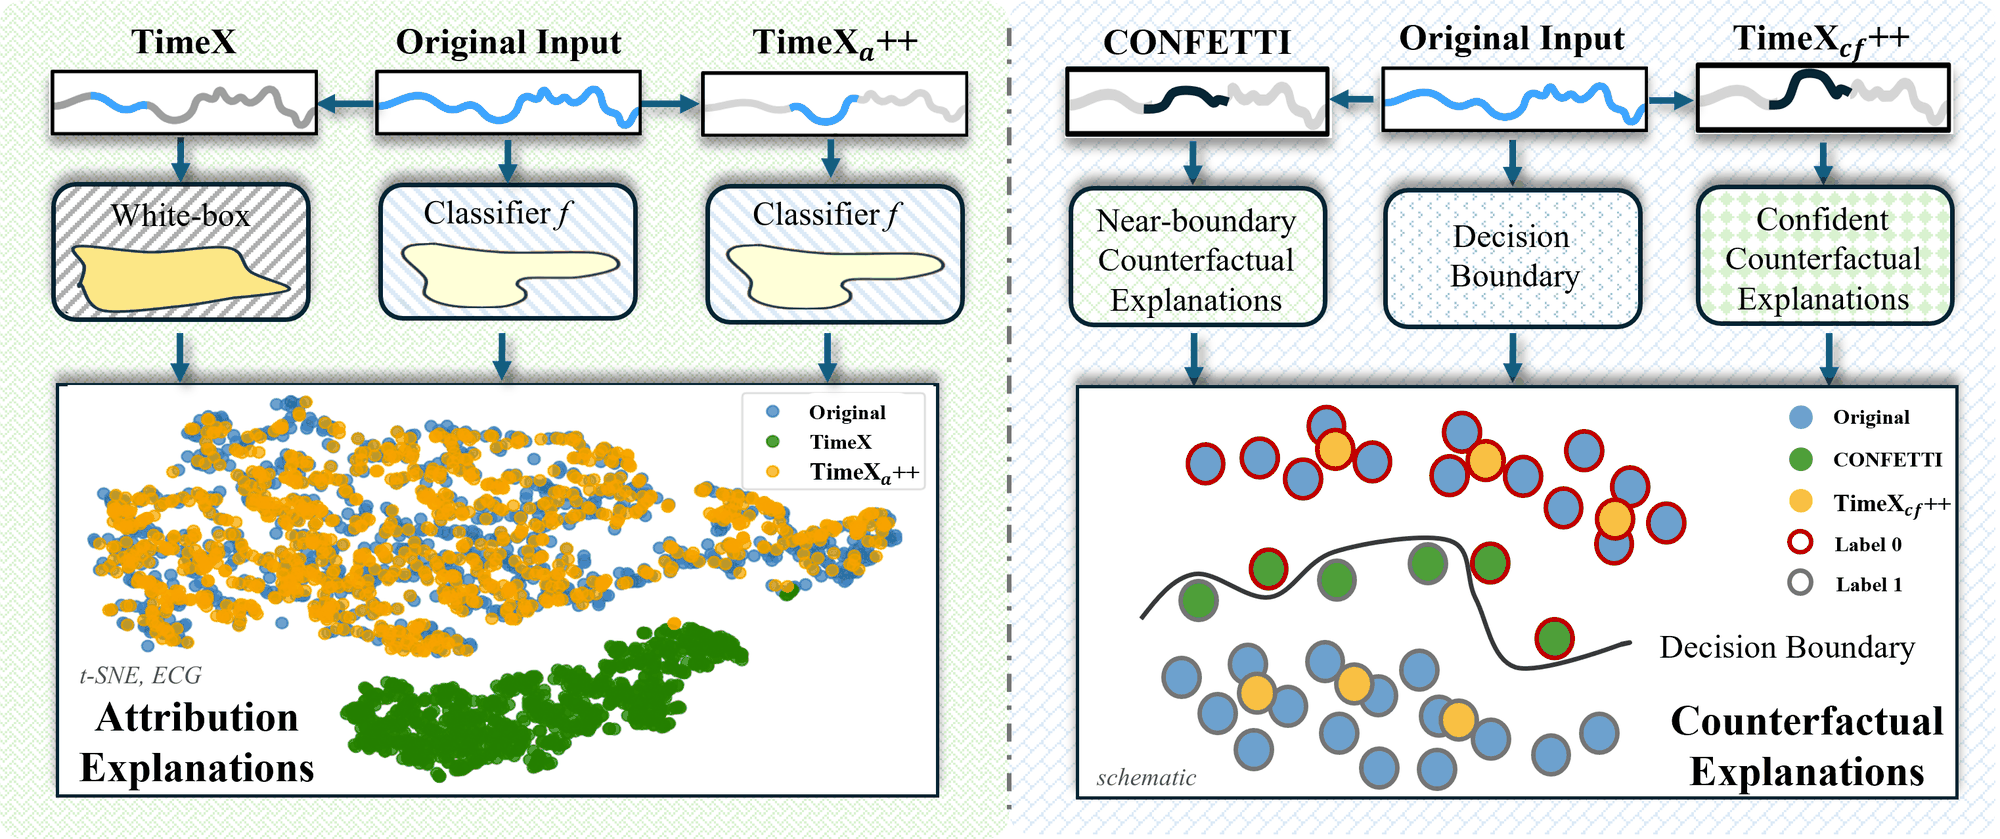 TimeX
Original Input
TimeXₐ++
White-box
Classifier f
Classifier f
Original
TimeX
TimeXₐ++
t-SNE, ECG
Attribution
Explanations
CONFETTI
Original Input
TimeX_cf++
Near-boundary
Counterfactual
Explanations
Decision
Boundary
Confident
Counterfactual
Explanations
Original
CONFETTI
TimeX_cf++
Label 0
Label 1
Decision Boundary
schematic
Counterfactual
Explanations